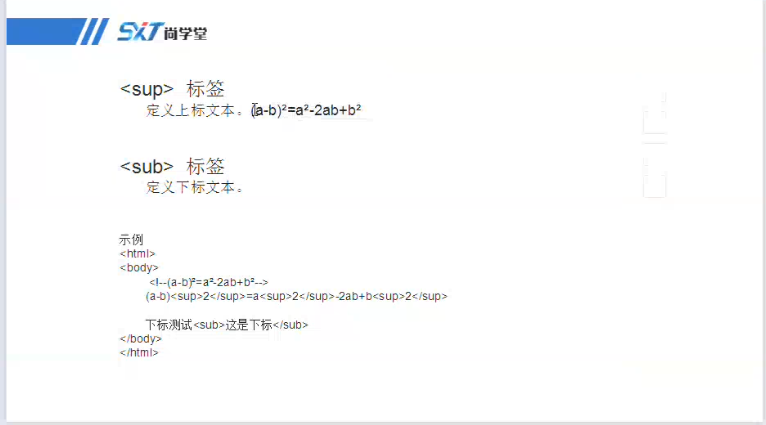 SXT 尚学堂
<sup> 标签
定义上标文本。(a-b)²=a²-2ab+b²
<sub> 标签
定义下标文本。
示例
<html>
<body>
<!--(a-b)²=a²-2ab+b²-->
(a-b)<sup>2</sup>=a<sup>2</sup>-2ab+b<sup>2</sup>
下标测试<sub>这是下标</sub>
</body>
</html>